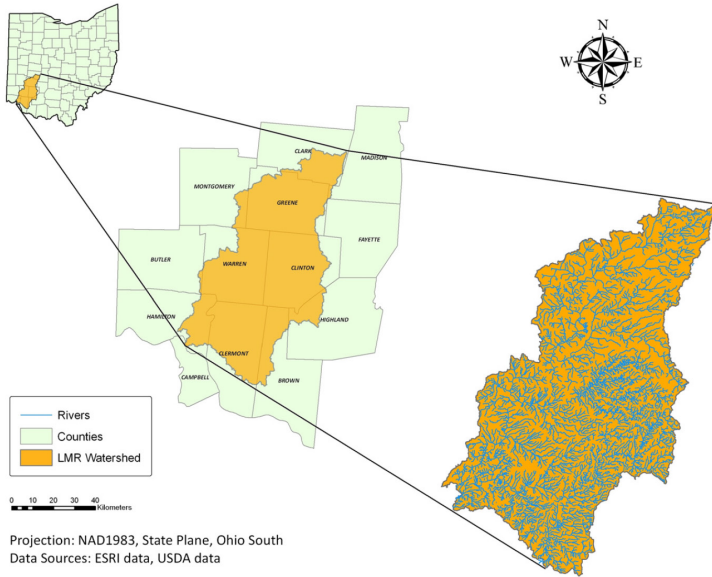 N
W E
S
CLARK
MADISON
MONTGOMERY
GREENE
FAYETTE
BUTLER
WARREN
CLINTON
HAMILTON
HIGHLAND
CLERMONT
CAMPBELL
BROWN
Rivers
Counties
LMR Watershed
0 5 10 20 30 40
Kilometers
Projection: NAD1983, State Plane, Ohio South
Data Sources: ESRI data, USDA data